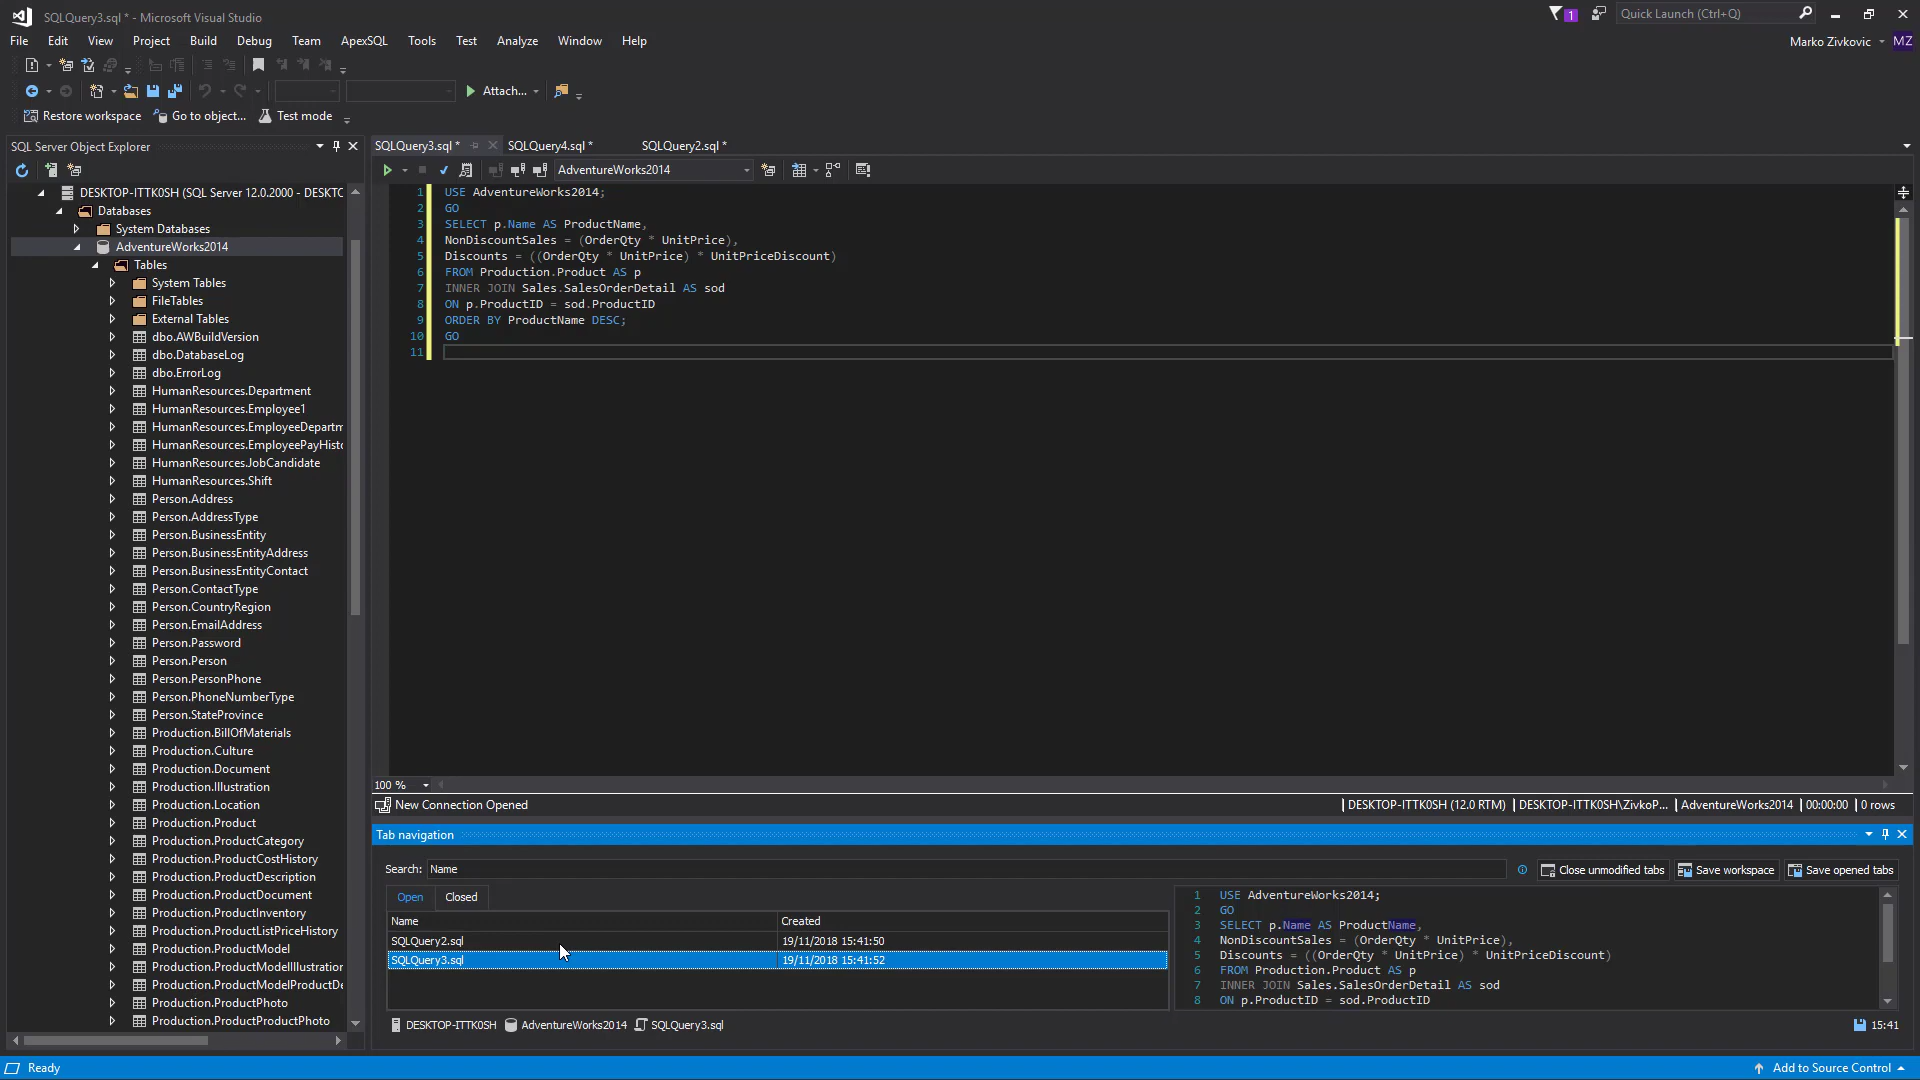 SQLQuery3.sql * - Microsoft Visual Studio
1
Quick Launch (Ctrl+Q)
File Edit View Project Build Debug Team ApexSQL Tools Test Analyze Window Help
Marko Zivkovic MZ
Attach...
Restore workspace Go to object... Test mode
SQL Server Object Explorer
SQLQuery3.sql * SQLQuery4.sql * SQLQuery2.sql *
AdventureWorks2014
DESKTOP-ITTK0SH (SQL Server 12.0.2000 - DESKTC
Databases
System Databases
AdventureWorks2014
Tables
System Tables
FileTables
External Tables
dbo.AWBuildVersion
dbo.DatabaseLog
dbo.ErrorLog
HumanResources.Department
HumanResources.Employee1
HumanResources.EmployeeDepartm
HumanResources.EmployeePayHisto
HumanResources.JobCandidate
HumanResources.Shift
Person.Address
Person.AddressType
Person.BusinessEntity
Person.BusinessEntityAddress
Person.BusinessEntityContact
Person.ContactType
Person.CountryRegion
Person.EmailAddress
Person.Password
Person.Person
Person.PersonPhone
Person.PhoneNumberType
Person.StateProvince
Production.BillOfMaterials
Production.Culture
Production.Document
Production.Illustration
Production.Location
Production.Product
Production.ProductCategory
Production.ProductCostHistory
Production.ProductDescription
Production.ProductDocument
Production.ProductInventory
Production.ProductListPriceHistory
Production.ProductModel
Production.ProductModelIllustration
Production.ProductModelProductDe
Production.ProductPhoto
Production.ProductProductPhoto
1 USE AdventureWorks2014;
2 GO
3 SELECT p.Name AS ProductName,
4 NonDiscountSales = (OrderQty * UnitPrice),
5 Discounts = ((OrderQty * UnitPrice) * UnitPriceDiscount)
6 FROM Production.Product AS p
7 INNER JOIN Sales.SalesOrderDetail AS sod
8 ON p.ProductID = sod.ProductID
9 ORDER BY ProductName DESC;
10 GO
11
100 %
New Connection Opened
DESKTOP-ITTK0SH (12.0 RTM) DESKTOP-ITTK0SH\ZivkoP... AdventureWorks2014 00:00:00 0 rows
Tab navigation
Search: Name
Close unmodified tabs Save workspace Save opened tabs
Open Closed
Name Created
SQLQuery2.sql 19/11/2018 15:41:50
SQLQuery3.sql 19/11/2018 15:41:52
1 USE AdventureWorks2014;
2 GO
3 SELECT p.Name AS ProductName,
4 NonDiscountSales = (OrderQty * UnitPrice),
5 Discounts = ((OrderQty * UnitPrice) * UnitPriceDiscount)
6 FROM Production.Product AS p
7 INNER JOIN Sales.SalesOrderDetail AS sod
8 ON p.ProductID = sod.ProductID
DESKTOP-ITTK0SH AdventureWorks2014 SQLQuery3.sql
15:41
Ready
Add to Source Control